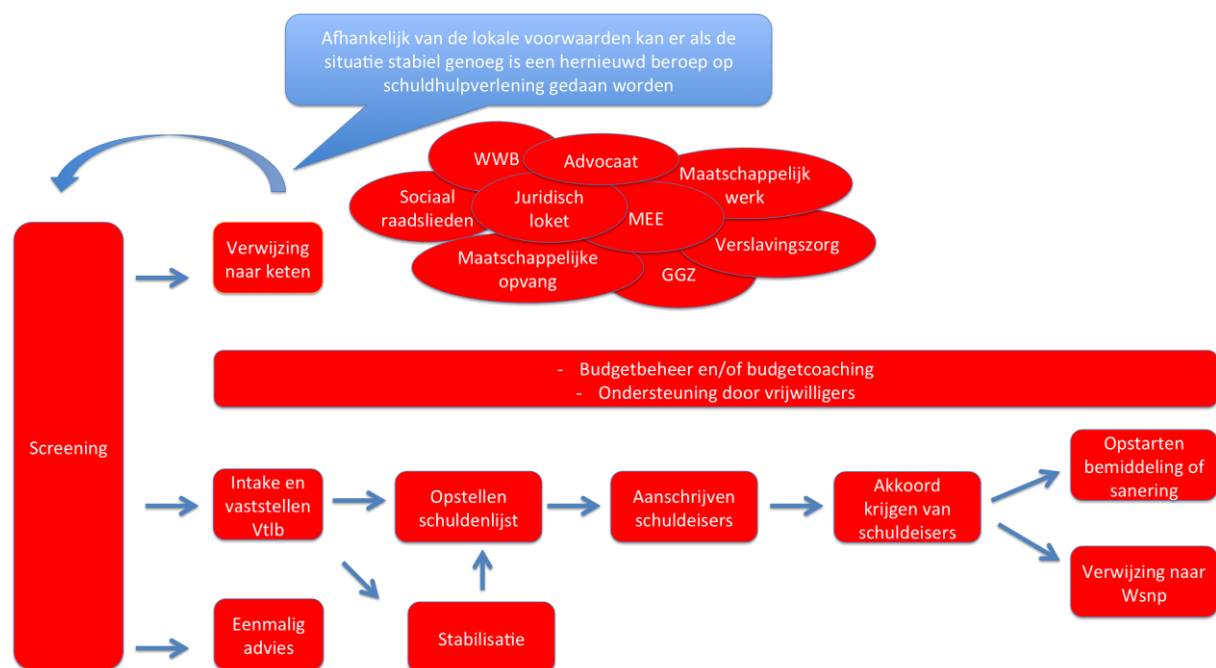 Afhankelijk van de lokale voorwaarden kan er als de
situatie stabiel genoeg is een hernieuwd beroep op
schuldhulpverlening gedaan worden
WWB
Advocaat
Maatschappelijk
werk
Sociaal
raadslieden
Juridisch
loket
MEE
Verslavingszorg
Maatschappelijke
opvang
GGZ
Verwijzing
naar keten
- Budgetbeheer en/of budgetcoaching
- Ondersteuning door vrijwilligers
Screening
Intake en
vaststellen
Vtlb
Opstellen
schuldenlijst
Aanschrijven
schuldeisers
Akkoord
krijgen van
schuldeisers
Opstarten
bemiddeling of
sanering
Verwijzing naar
Wsnp
Eenmalig
advies
Stabilisatie